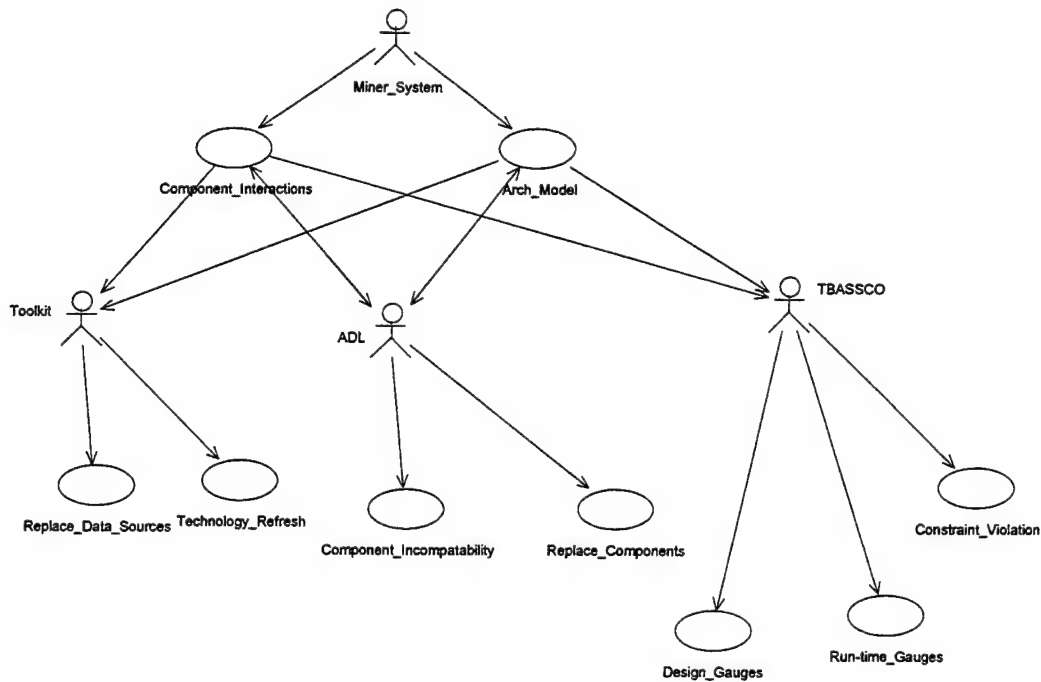 Miner_System
Component_Interactions
Arch_Model
Toolkit
ADL
TBASSCO
Replace_Data_Sources
Technology_Refresh
Component_Incompatability
Replace_Components
Constraint_Violation
Design_Gauges
Run-time_Gauges